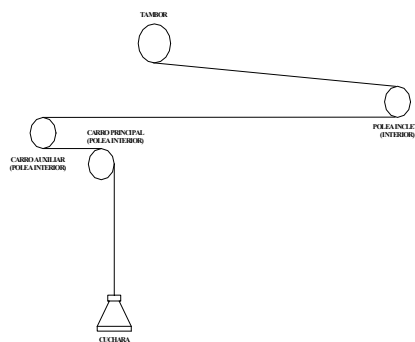 TAMBOR
POLEA INCLE
(INTERIOR)
CARRO PRINCIPAL
(POLEA INTERIOR)
CARRO AUXILIAR
(POLEA INTERIOR)
CUCHARA